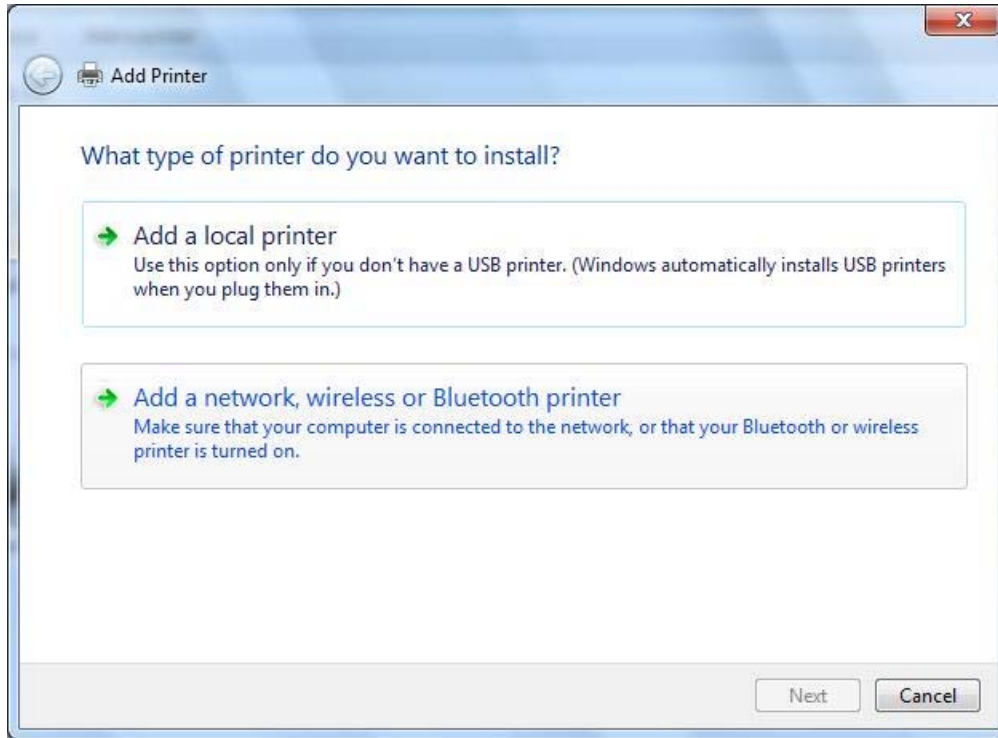 Add Printer
What type of printer do you want to install?
Add a local printer
Use this option only if you don't have a USB printer. (Windows automatically installs USB printers
when you plug them in.)
Add a network, wireless or Bluetooth printer
Make sure that your computer is connected to the network, or that your Bluetooth or wireless
printer is turned on.
Next
Cancel